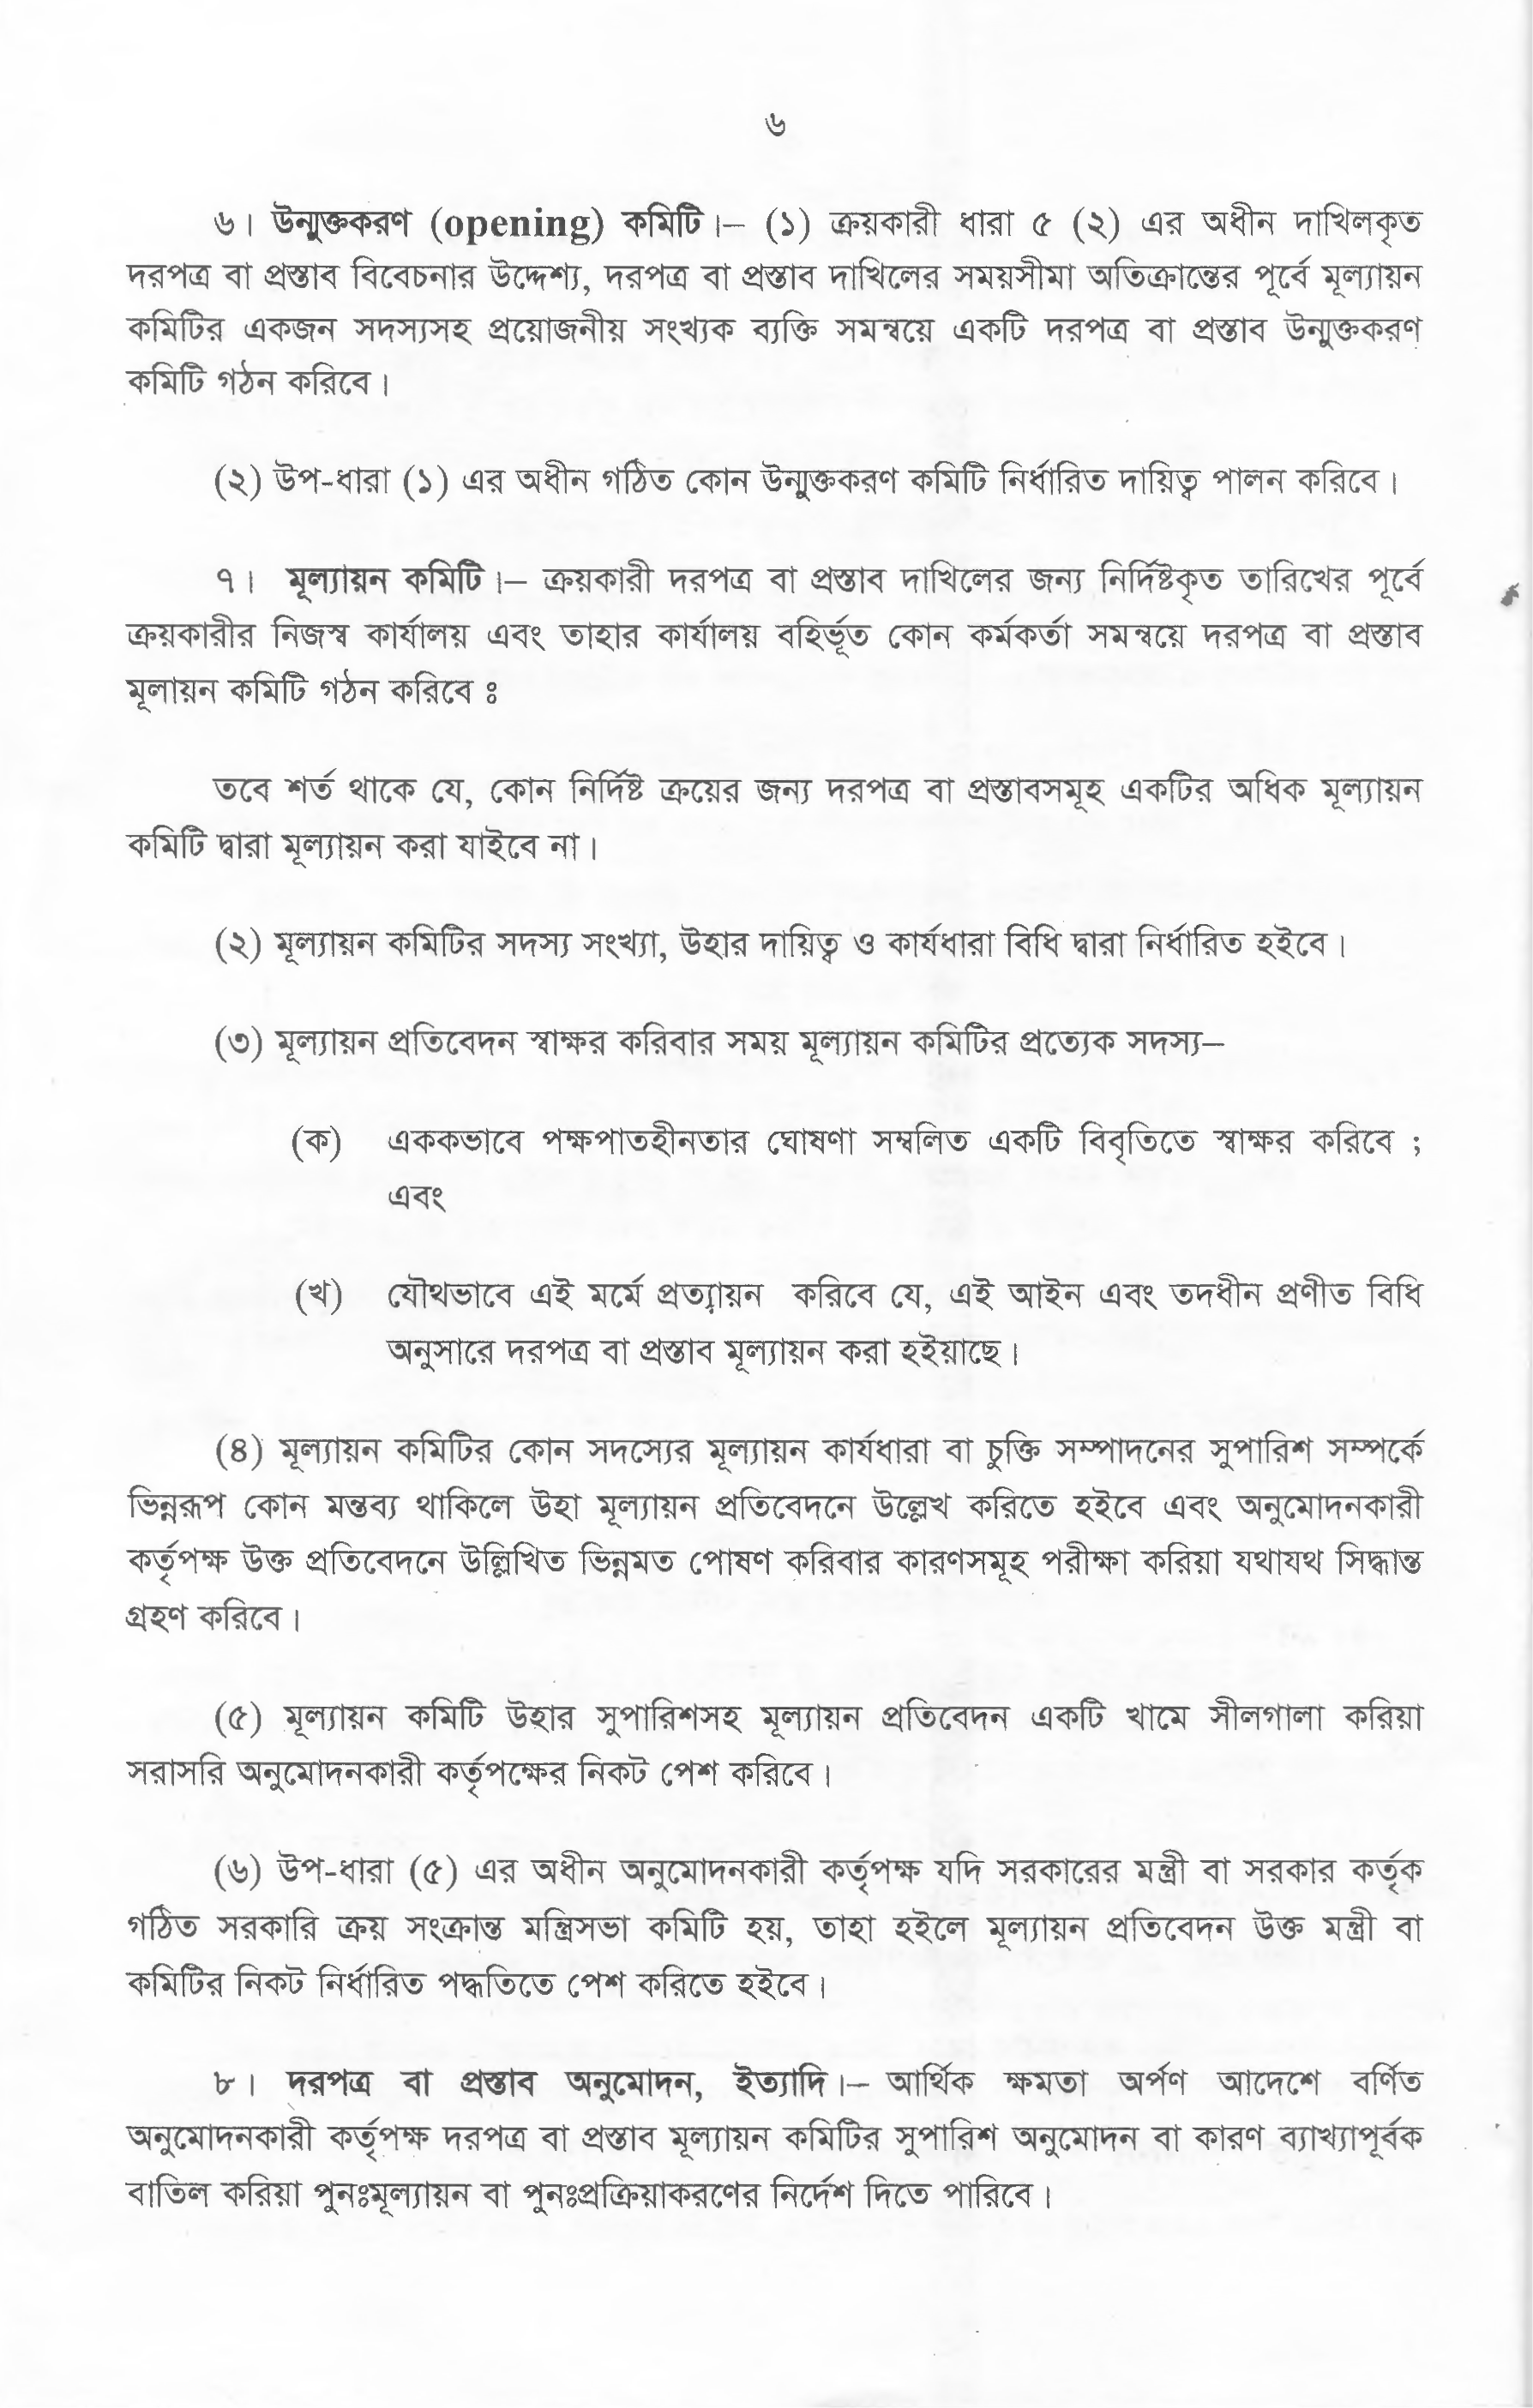 ৬
৬। উন্মুক্তকরণ (opening) কমিটি।– (১) ক্রয়কারী ধারা ৫ (২) এর অধীন দাখিলকৃত
দরপত্র বা প্রস্তাব বিবেচনার উদ্দেশ্য, দরপত্র বা প্রস্তাব দাখিলের সময়সীমা অতিক্রান্তের পূর্বে মূল্যায়ন
কমিটির একজন সদস্যসহ প্রয়োজনীয় সংখ্যক ব্যক্তি সমন্বয়ে একটি দরপত্র বা প্রস্তাব উন্মুক্তকরণ
কমিটি গঠন করিবে।
(২) উপ-ধারা (১) এর অধীন গঠিত কোন উন্মুক্তকরণ কমিটি নির্ধারিত দায়িত্ব পালন করিবে।
৭। মূল্যায়ন কমিটি।– ক্রয়কারী দরপত্র বা প্রস্তাব দাখিলের জন্য নির্দিষ্টকৃত তারিখের পূর্বে
ক্রয়কারীর নিজস্ব কার্যালয় এবং তাহার কার্যালয় বহির্ভূত কোন কর্মকর্তা সমন্বয়ে দরপত্র বা প্রস্তাব
মূলায়ন কমিটি গঠন করিবে ঃ
তবে শর্ত থাকে যে, কোন নির্দিষ্ট ক্রয়ের জন্য দরপত্র বা প্রস্তাবসমূহ একটির অধিক মূল্যায়ন
কমিটি দ্বারা মূল্যায়ন করা যাইবে না।
(২) মূল্যায়ন কমিটির সদস্য সংখ্যা, উহার দায়িত্ব ও কার্যধারা বিধি দ্বারা নির্ধারিত হইবে।
(৩) মূল্যায়ন প্রতিবেদন স্বাক্ষর করিবার সময় মূল্যায়ন কমিটির প্রত্যেক সদস্য–
(ক) এককভাবে পক্ষপাতহীনতার ঘোষণা সম্বলিত একটি বিবৃতিতে স্বাক্ষর করিবে ;
এবং
(খ) যৌথভাবে এই মর্মে প্রত্যায়ন করিবে যে, এই আইন এবং তদধীন প্রণীত বিধি
অনুসারে দরপত্র বা প্রস্তাব মূল্যায়ন করা হইয়াছে।
(৪) মূল্যায়ন কমিটির কোন সদস্যের মূল্যায়ন কার্যধারা বা চুক্তি সম্পাদনের সুপারিশ সম্পর্কে
ভিন্নরূপ কোন মন্তব্য থাকিলে উহা মূল্যায়ন প্রতিবেদনে উল্লেখ করিতে হইবে এবং অনুমোদনকারী
কর্তৃপক্ষ উক্ত প্রতিবেদনে উল্লিখিত ভিন্নমত পোষণ করিবার কারণসমূহ পরীক্ষা করিয়া যথাযথ সিদ্ধান্ত
গ্রহণ করিবে।
(৫) মূল্যায়ন কমিটি উহার সুপারিশসহ মূল্যায়ন প্রতিবেদন একটি খামে সীলগালা করিয়া
সরাসরি অনুমোদনকারী কর্তৃপক্ষের নিকট পেশ করিবে।
(৬) উপ-ধারা (৫) এর অধীন অনুমোদনকারী কর্তৃপক্ষ যদি সরকারের মন্ত্রী বা সরকার কর্তৃক
গঠিত সরকারি ক্রয় সংক্রান্ত মন্ত্রিসভা কমিটি হয়, তাহা হইলে মূল্যায়ন প্রতিবেদন উক্ত মন্ত্রী বা
কমিটির নিকট নির্ধারিত পদ্ধতিতে পেশ করিতে হইবে।
৮। দরপত্র বা প্রস্তাব অনুমোদন, ইত্যাদি।– আর্থিক ক্ষমতা অর্পণ আদেশে বর্ণিত
অনুমোদনকারী কর্তৃপক্ষ দরপত্র বা প্রস্তাব মূল্যায়ন কমিটির সুপারিশ অনুমোদন বা কারণ ব্যাখ্যাপূর্বক
বাতিল করিয়া পুনঃমূল্যায়ন বা পুনঃপ্রক্রিয়াকরণের নির্দেশ দিতে পারিবে।